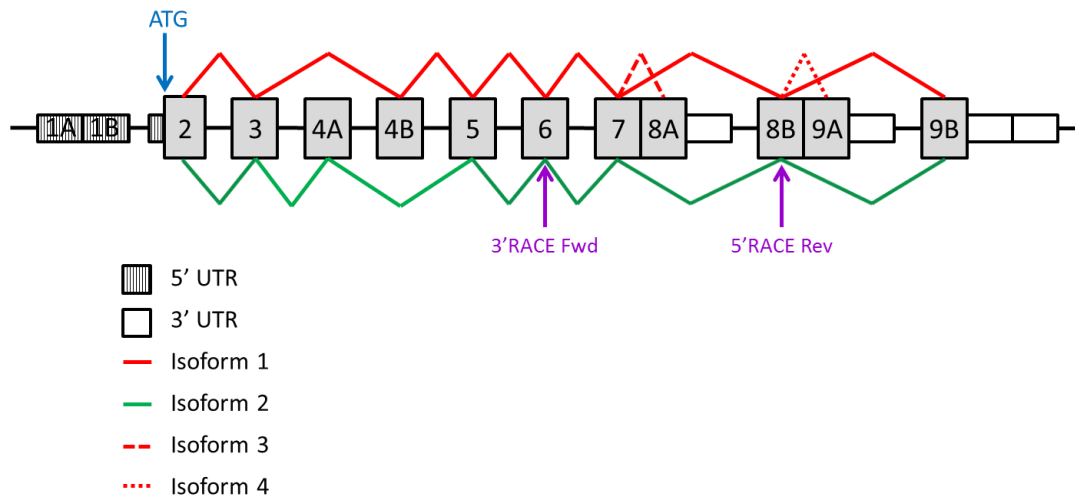 ATG
1A 1B 2 3 4A 4B 5 6 7 8A 8B 9A 9B
3’RACE Fwd 5’RACE Rev
5’ UTR
3’ UTR
Isoform 1
Isoform 2
Isoform 3
Isoform 4